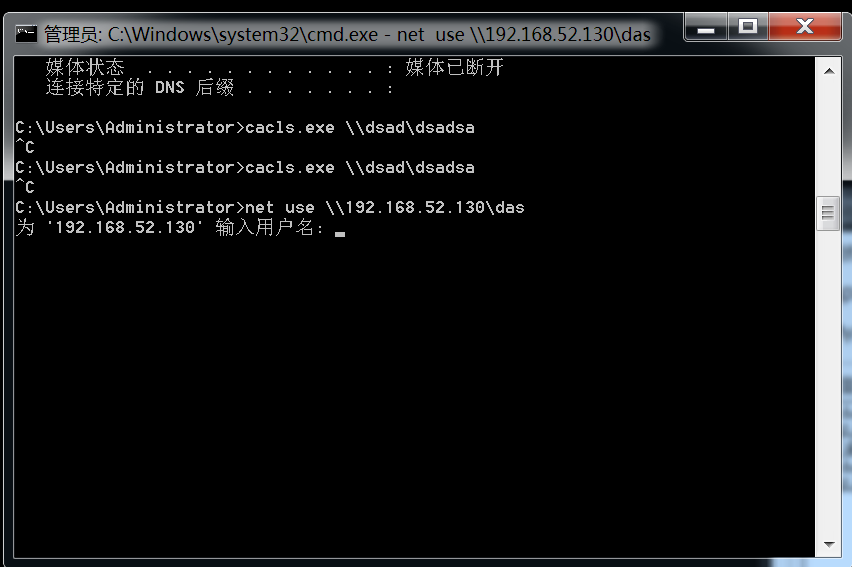 管理员: C:\Windows\system32\cmd.exe - net  use \\192.168.52.130\das
媒体状态  . . . . . . . . . . . . : 媒体已断开
连接特定的 DNS 后缀 . . . . . . . :
C:\Users\Administrator>cacls.exe \\dsad\dsadsa
^C
C:\Users\Administrator>cacls.exe \\dsad\dsadsa
^C
C:\Users\Administrator>net use \\192.168.52.130\das
为 '192.168.52.130' 输入用户名: _